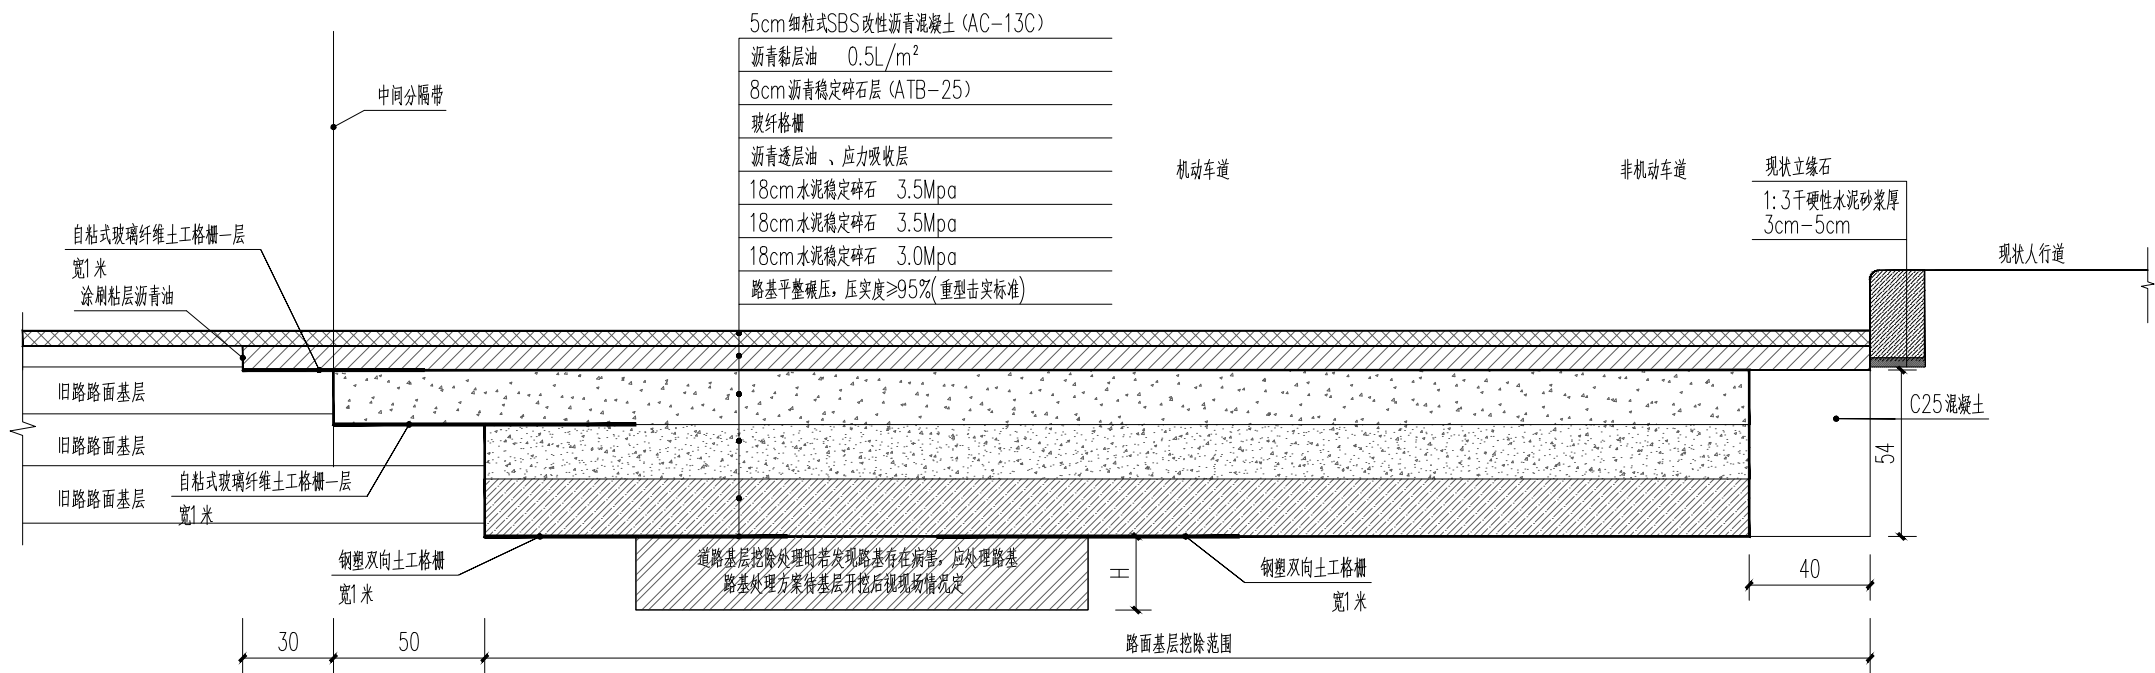 5cm细粒式SBS改性沥青混凝土(AC-13C)
沥青黏层油 0.5L/m²
8cm沥青稳定碎石层(ATB-25)
玻纤格栅
沥青透层油 、应力吸收层
18cm水泥稳定碎石 3.5Mpa
18cm水泥稳定碎石 3.5Mpa
18cm水泥稳定碎石 3.0Mpa
路基平整碾压，压实度≥95%(重型击实标准)
中间分隔带
机动车道
非机动车道
现状立缘石
1:3干硬性水泥砂浆厚
3cm-5cm
现状人行道
自粘式玻璃纤维土工格栅一层
宽1米
涂刷粘层沥青油
旧路路面基层
旧路路面基层
旧路路面基层
自粘式玻璃纤维土工格栅一层
宽1米
C25混凝土
54
钢塑双向土工格栅
宽1米
道路基层挖除处理时若发现路基存在病害，应处理路基
路基处理方案待基层开挖后视现场情况定
H
钢塑双向土工格栅
宽1米
40
30
50
路面基层挖除范围